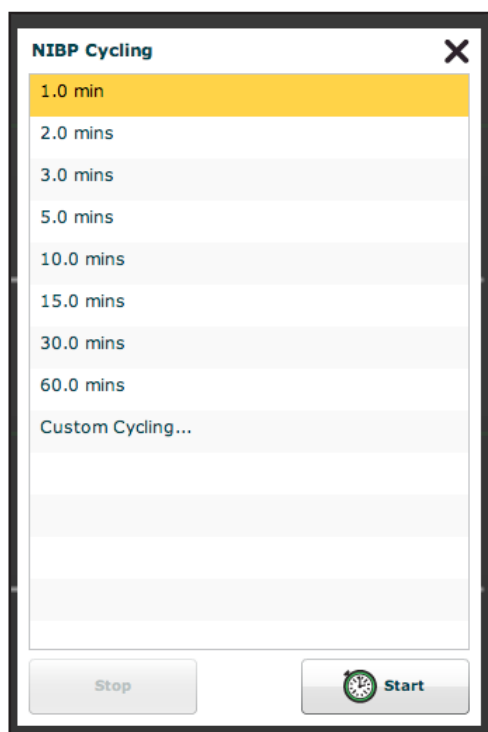 NIBP Cycling
1.0 min
2.0 mins
3.0 mins
5.0 mins
10.0 mins
15.0 mins
30.0 mins
60.0 mins
Custom Cycling...
Stop
Start